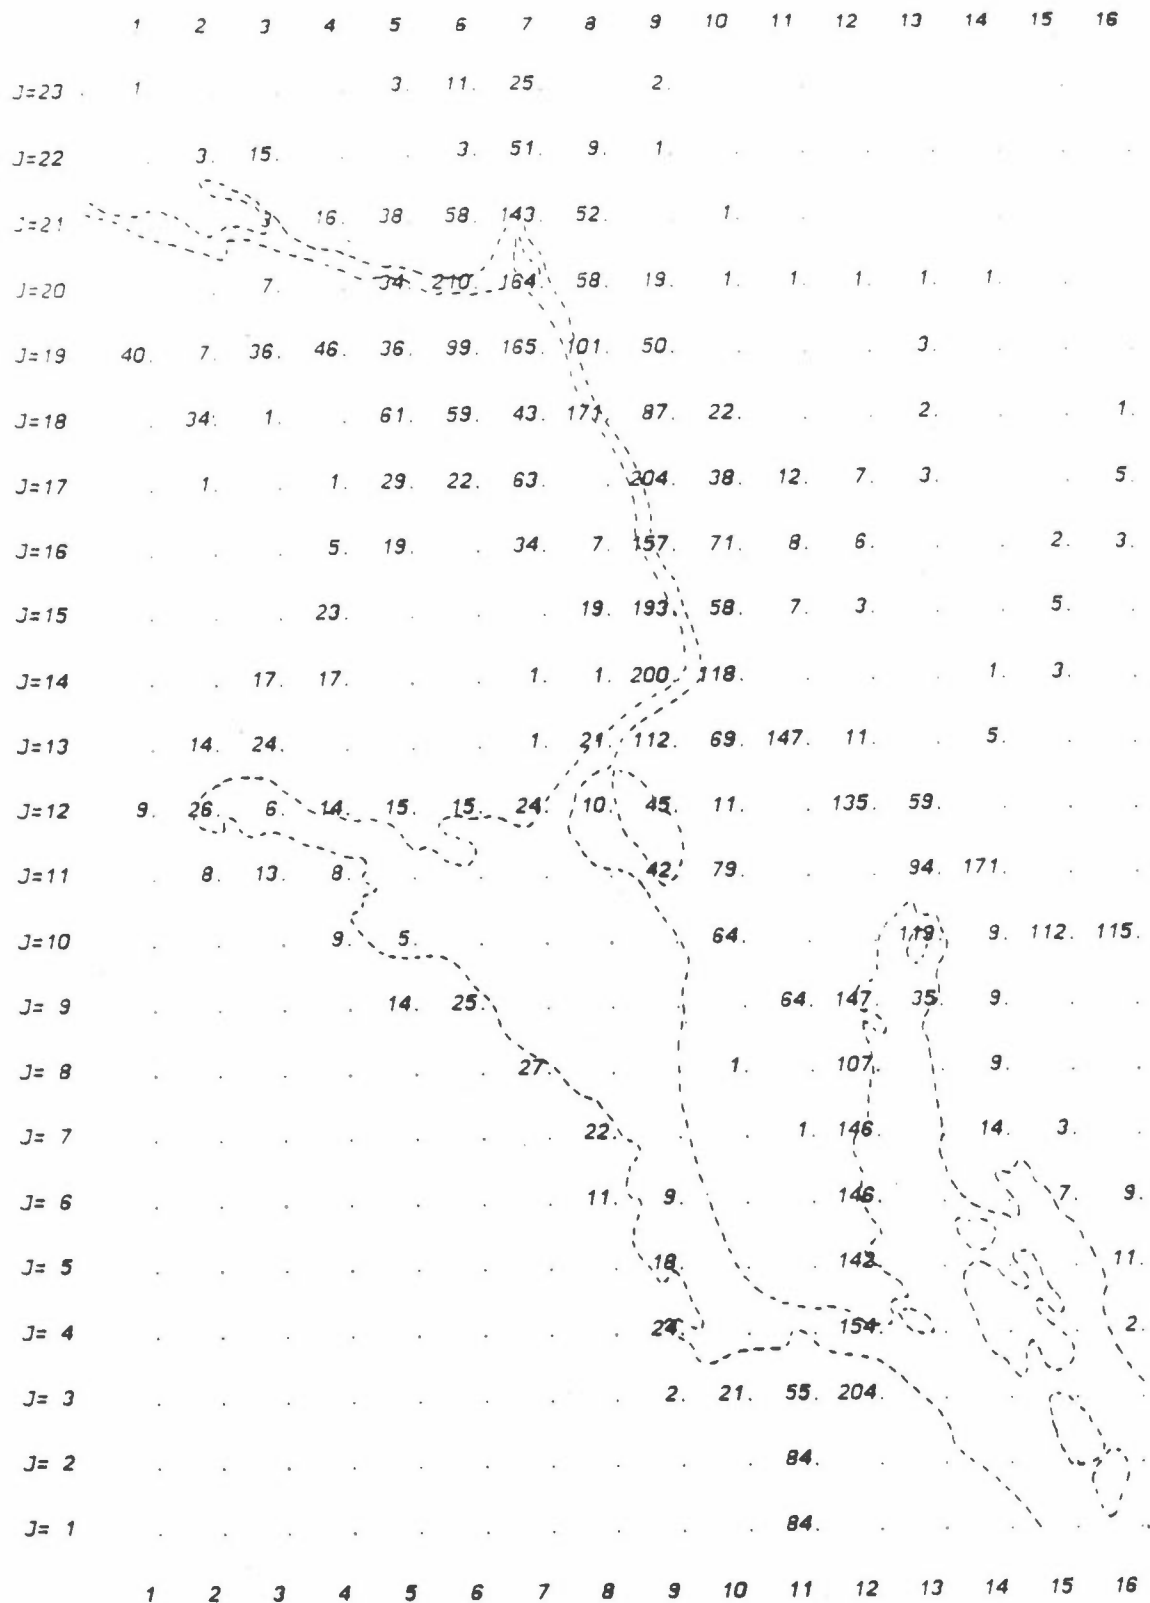 1 2 3 4 5 6 7 8 9 10 11 12 13 14 15 16
J=23 . 1 3. 11. 25. 2. .
J=22 . 3. 15. . . 3. 51. 9. 1. . . . . . . .
J=21 3 16. 38 58. 143. 52. . 1. . . . . .
J=20 . 7. 34. 210. 164. 58. 19. 1. 1. 1. 1. 1. . .
J=19 40. 7. 36. 46. 36. 99. 165. 101. 50. . . . 3. . . .
J=18 . 34. 1. . 61. 59. 43. 171. 87. 22. . . 2. . . 1.
J=17 . 1. . 1. 29. 22. 63. . 204. 38. 12. 7. 3. . . 5.
J=16 . . . 5. 19. . 34. 7. 157. 71. 8. 6. . . 2. 3.
J=15 . . . 23. . . . 19. 193. 58. 7. 3. . . 5. .
J=14 . . 17. 17. . . 1. 1. 200. 118. . . . 1. 3. .
J=13 . 14. 24. . . . 1. 21. 112. 69. 147. 11. . 5. . .
J=12 9. 26. 6. 14. 15. 15. 24. 10. 45. 11. . 135. 59. . . .
J=11 . 8. 13. 8. . . . . 42. 79. . . 94. 171. . .
J=10 . . . 9. 5. . . . . 64. . . 119. 9. 112. 115.
J= 9 . . . . 14. 25. . . . . 64. 147. 35. 9. . .
J= 8 . . . . . . 27. . . 1. . 107. . 9. . .
J= 7 . . . . . . . 22. . . 1. 146. . 14. 3. .
J= 6 . . . . . . . 11. 9. . . 146. . . 7. 9.
J= 5 . . . . . . . . 18. . . 142. . . . 11.
J= 4 . . . . . . . . 24. . . 154. . . . 2.
J= 3 . . . . . . . . 2. 21. 55. 204. . . . .
J= 2 . . . . . . . . . . 84. . . . . .
J= 1 . . . . . . . . . . 84. . . . . .
1 2 3 4 5 6 7 8 9 10 11 12 13 14 15 16